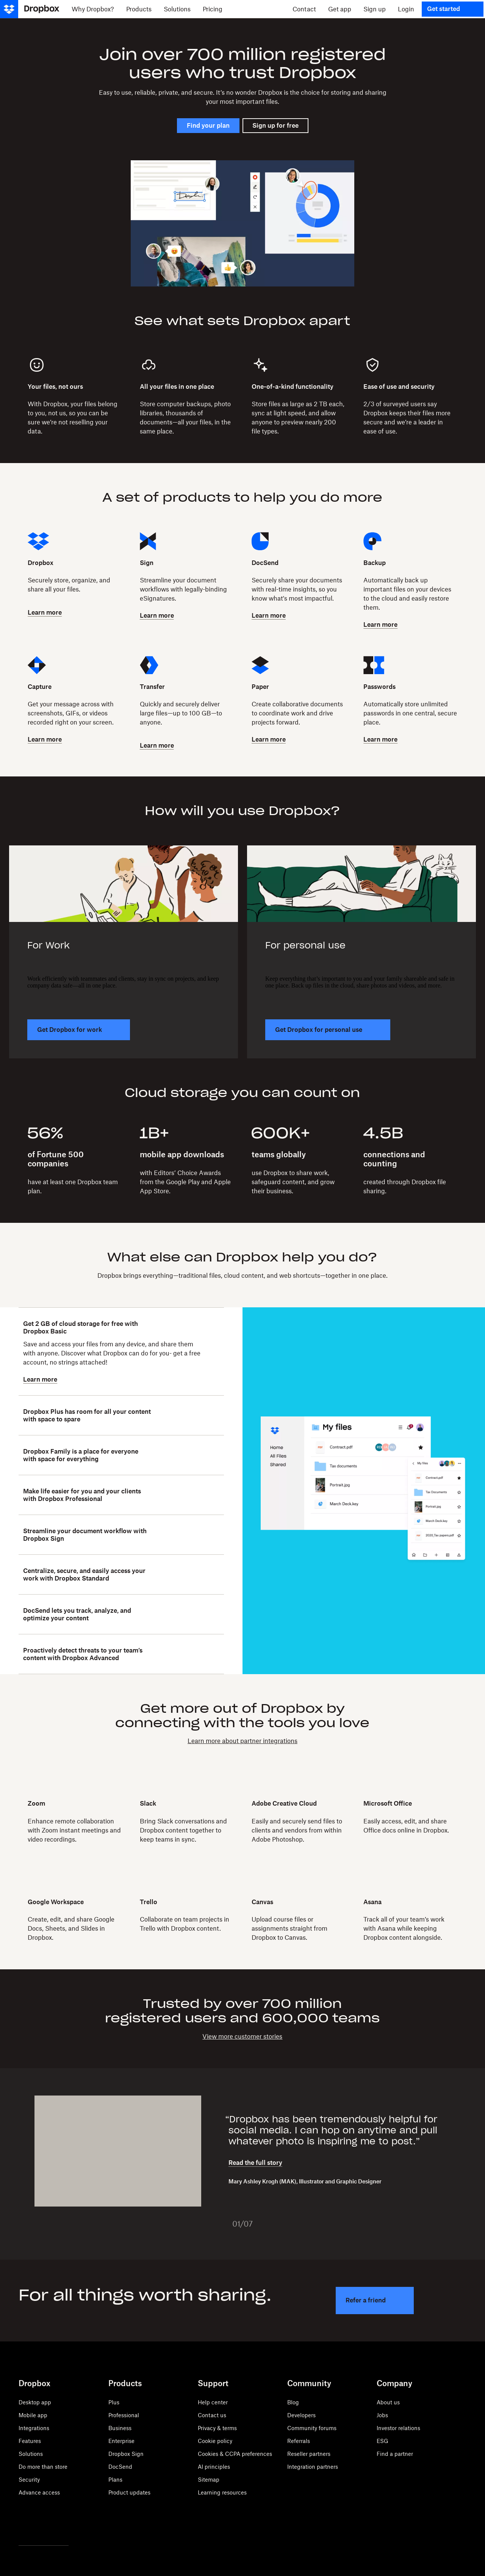 Dropbox
Why Dropbox?
Products
Solutions
Pricing
Contact
Get app
Sign up
Login
Get started
Join over 700 million registered
users who trust Dropbox
Easy to use, reliable, private, and secure. It's no wonder Dropbox is the choice for storing and sharing
your most important files.
Find your plan
Sign up for free
See what sets Dropbox apart
Your files, not ours
With Dropbox, your files belong
to you, not us, so you can be
sure we're not reselling your
data.
All your files in one place
Store computer backups, photo
libraries, thousands of
documents—all your files, in the
same place.
One-of-a-kind functionality
Store files as large as 2 TB each,
sync at light speed, and allow
anyone to preview nearly 200
file types.
Ease of use and security
2/3 of surveyed users say
Dropbox keeps their files more
secure and we're a leader in
ease of use.
A set of products to help you do more
Dropbox
Securely store, organize, and
share all your files.
Learn more
Sign
Streamline your document
workflows with legally-binding
eSignatures.
Learn more
DocSend
Securely share your documents
with real-time insights, so you
know what's most impactful.
Learn more
Backup
Automatically back up
important files on your devices
to the cloud and easily restore
them.
Learn more
Capture
Get your message across with
screenshots, GIFs, or videos
recorded right on your screen.
Learn more
Transfer
Quickly and securely deliver
large files—up to 100 GB—to
anyone.
Learn more
Paper
Create collaborative documents
to coordinate work and drive
projects forward.
Learn more
Passwords
Automatically store unlimited
passwords in one central, secure
place.
Learn more
How will you use Dropbox?
For Work
Work efficiently with teammates and clients, stay in sync on projects, and keep
company data safe—all in one place.
Get Dropbox for work
For personal use
Keep everything that's important to you and your family shareable and safe in
one place. Back up files in the cloud, share photos and videos, and more.
Get Dropbox for personal use
Cloud storage you can count on
56%
of Fortune 500
companies
have at least one Dropbox team
plan.
1B+
mobile app downloads
with Editors' Choice Awards
from the Google Play and Apple
App Store.
600K+
teams globally
use Dropbox to share work,
safeguard content, and grow
their business.
4.5B
connections and
counting
created through Dropbox file
sharing.
What else can Dropbox help you do?
Dropbox brings everything—traditional files, cloud content, and web shortcuts—together in one place.
Get 2 GB of cloud storage for free with
Dropbox Basic
Save and access your files from any device, and share them
with anyone. Discover what Dropbox can do for you- get a free
account, no strings attached!
Learn more
Dropbox Plus has room for all your content
with space to spare
Dropbox Family is a place for everyone
with space for everything
Make life easier for you and your clients
with Dropbox Professional
Streamline your document workflow with
Dropbox Sign
Centralize, secure, and easily access your
work with Dropbox Standard
DocSend lets you track, analyze, and
optimize your content
Proactively detect threats to your team's
content with Dropbox Advanced
Home
All Files
Shared
My files
Contract.pdf
Tax documents
Portrait.jpg
March Deck.key
My files
Contract.pdf
Tax Documents
Portrait.jpg
March Deck.key
Get more out of Dropbox by
connecting with the tools you love
Learn more about partner integrations
Zoom
Enhance remote collaboration
with Zoom instant meetings and
video recordings.
Slack
Bring Slack conversations and
Dropbox content together to
keep teams in sync.
Adobe Creative Cloud
Easily and securely send files to
clients and vendors from within
Adobe Photoshop.
Microsoft Office
Easily access, edit, and share
Office docs online in Dropbox.
Google Workspace
Create, edit, and share Google
Docs, Sheets, and Slides in
Dropbox.
Trello
Collaborate on team projects in
Trello with Dropbox content.
Canvas
Upload course files or
assignments straight from
Dropbox to Canvas.
Asana
Track all of your team's work
with Asana while keeping
Dropbox content alongside.
Trusted by over 700 million
registered users and 600,000 teams
View more customer stories
“Dropbox has been tremendously helpful for
social media. I can hop on anytime and pull
whatever photo is inspiring me to post.”
Read the full story
Mary Ashley Krogh (MAK), Illustrator and Graphic Designer
01/07
For all things worth sharing.
Refer a friend
Dropbox
Desktop app
Mobile app
Integrations
Features
Solutions
Do more than store
Security
Advance access
Products
Plus
Professional
Business
Enterprise
Dropbox Sign
DocSend
Plans
Product updates
Support
Help center
Contact us
Privacy & terms
Cookie policy
Cookies & CCPA preferences
AI principles
Sitemap
Learning resources
Community
Blog
Developers
Community forums
Referrals
Reseller partners
Integration partners
Company
About us
Jobs
Investor relations
ESG
Find a partner